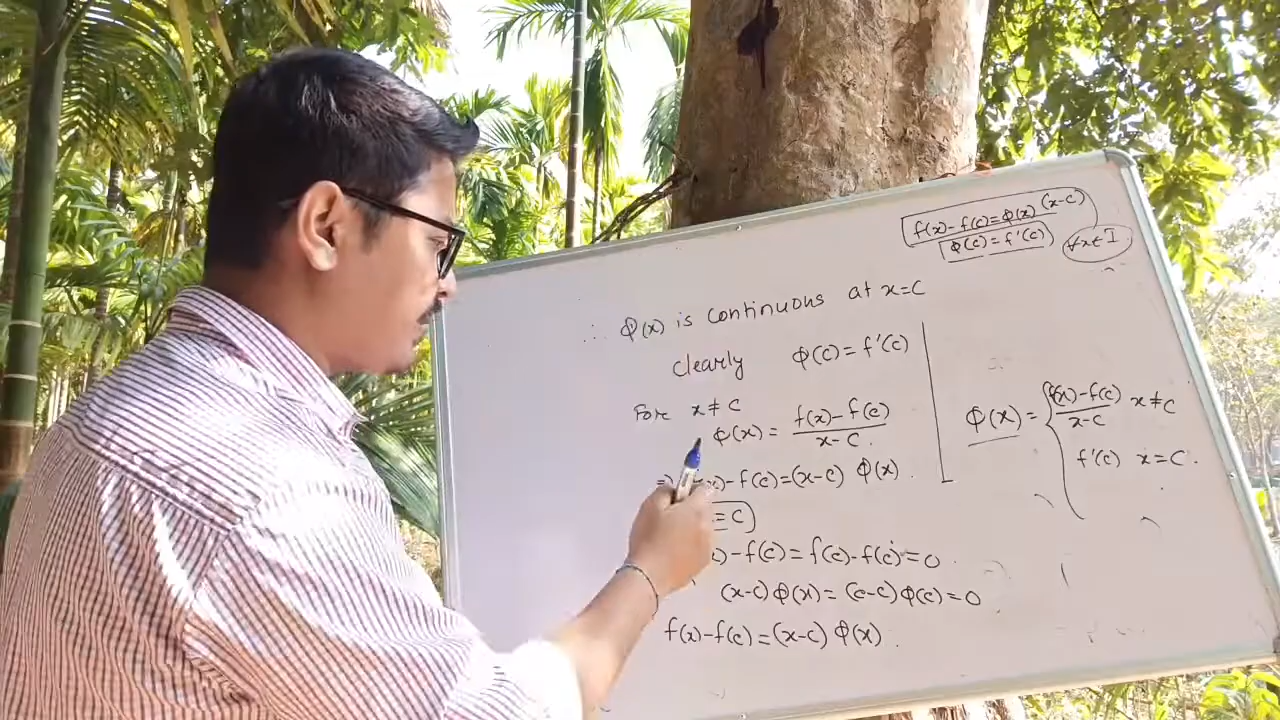 f(x)-f(c)=Φ(x)(x-c)
Φ(c)=f'(c) ∀x∈I
∴ Φ(x) is continuous at x=c
clearly Φ(c)=f'(c)
For x≠c
Φ(x)= f(x)-f(c) / x-c.
)-f(c)=(x-c) Φ(x).
=c)
)-f(c)=f(c)-f(c)=0
(x-c)Φ(x)=(c-c)Φ(c)=0
f(x)-f(c)=(x-c) Φ(x).
Φ(x)= { f(x)-f(c) / x-c x≠c
f'(c) x=c.